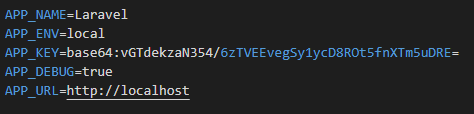 APP_NAME=Laravel
APP_ENV=local
APP_KEY=base64:vGTdekzaN354/6zTVEEvegSy1ycD8ROt5fnXTm5uDRE=
APP_DEBUG=true
APP_URL=http://localhost